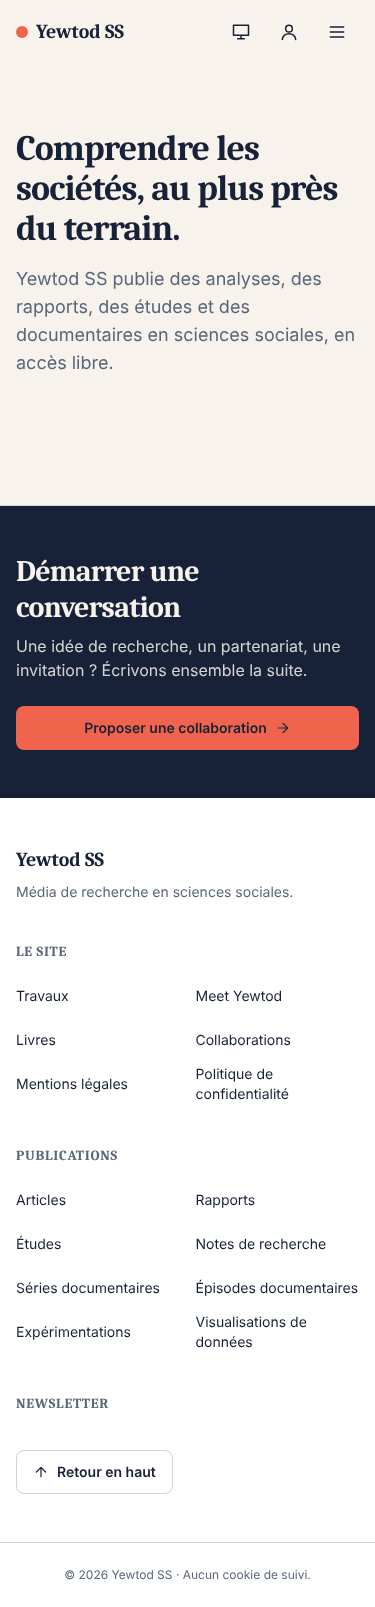 Yewtod SS
Comprendre les
sociétés, au plus près
du terrain.
Yewtod SS publie des analyses, des
rapports, des études et des
documentaires en sciences sociales, en
accès libre.
Démarrer une
conversation
Une idée de recherche, un partenariat, une
invitation ? Écrivons ensemble la suite.
Proposer une collaboration
Yewtod SS
Média de recherche en sciences sociales.
LE SITE
Travaux
Meet Yewtod
Livres
Collaborations
Mentions légales
Politique de
confidentialité
PUBLICATIONS
Articles
Rapports
Études
Notes de recherche
Séries documentaires
Épisodes documentaires
Expérimentations
Visualisations de
données
NEWSLETTER
Retour en haut
© 2026 Yewtod SS · Aucun cookie de suivi.